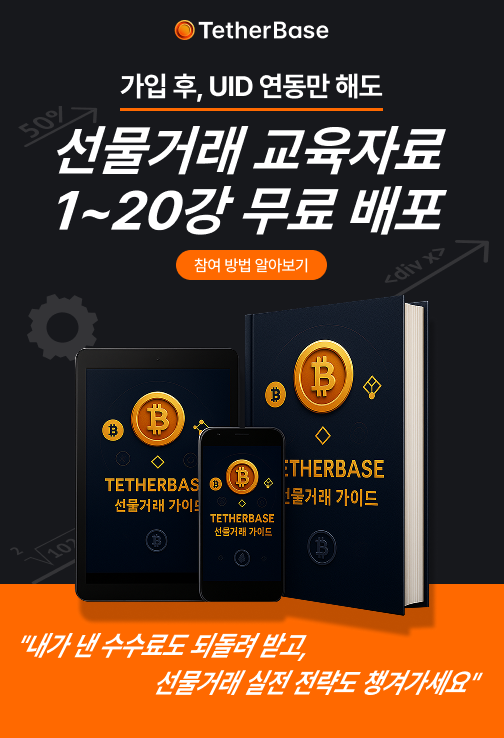 TetherBase
가입 후, UID 연동만 해도
선물거래 교육자료
1~20강 무료 배포
참여 방법 알아보기
50%
<div x>
TETHERBAS
선물거래 가이드
TETHERBASE
선물거래 가이드
ETHERBASE
선물거래 가이드
"내가 낸 수수료도 되돌려 받고,
선물거래 실전 전략도 챙겨가세요"